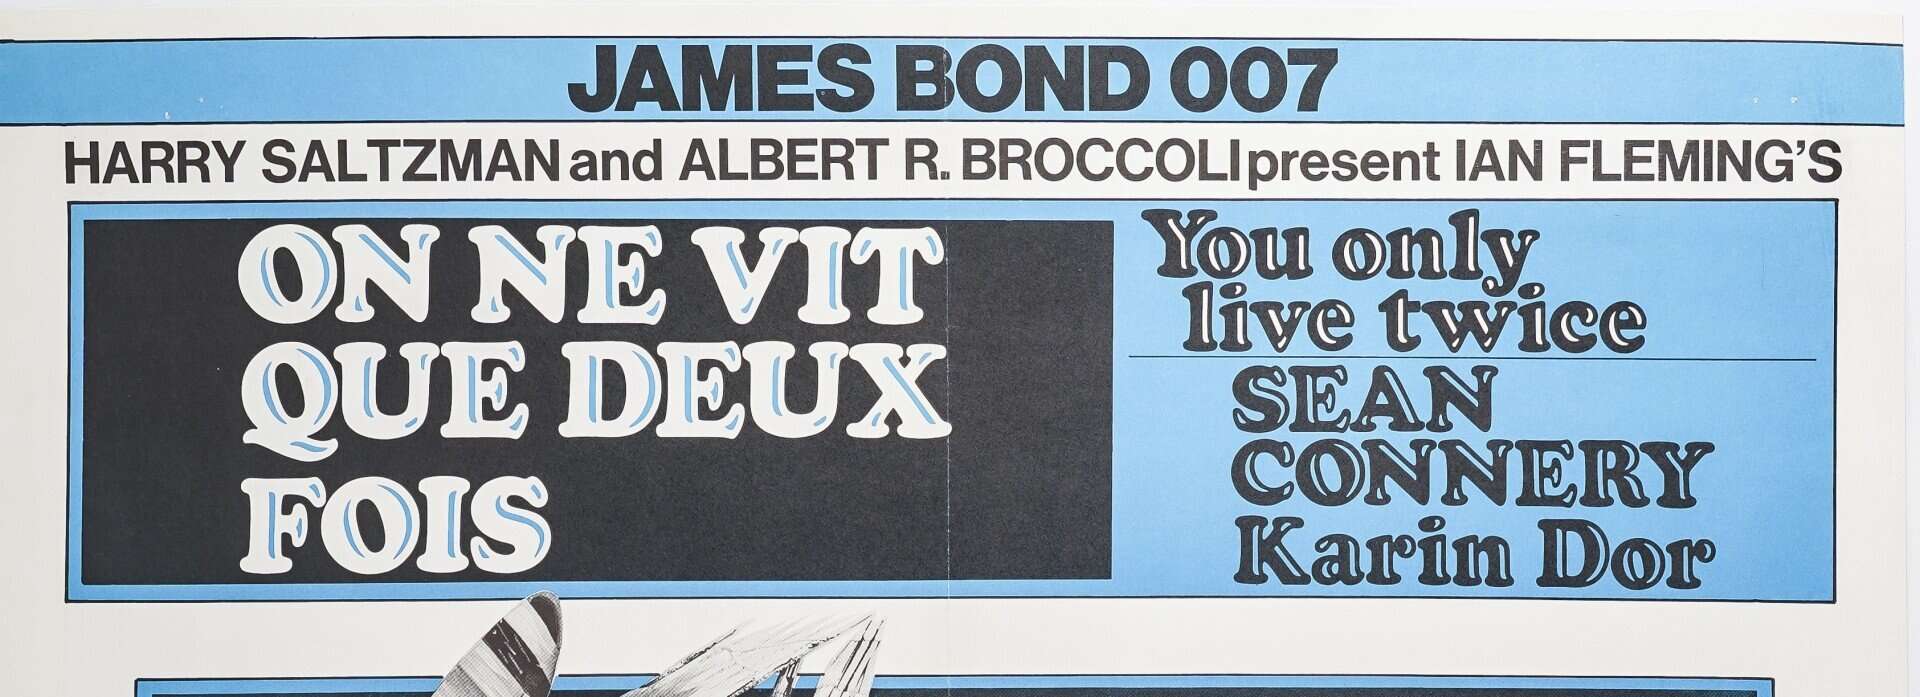 JAMES BOND 007
HARRY SALTZMAN and ALBERT R. BROCCOLI present IAN FLEMING'S
ON NE VIT
QUE DEUX
FOIS
You only
live twice
SEAN
CONNERY
Karin Dor